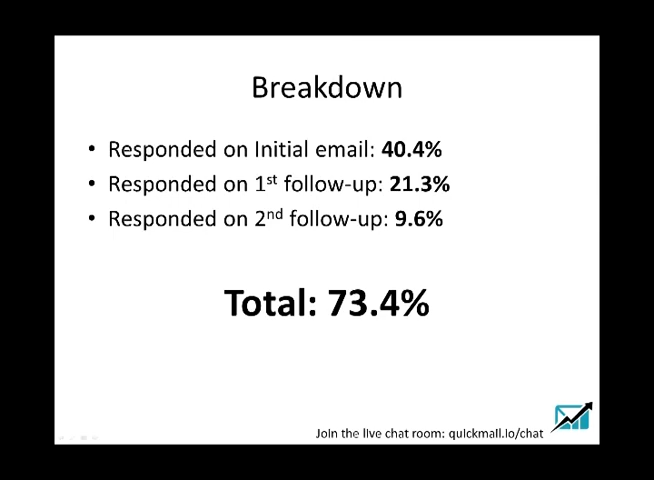 Breakdown
• Responded on Initial email: 40.4%
• Responded on 1st follow-up: 21.3%
• Responded on 2nd follow-up: 9.6%
Total: 73.4%
Join the live chat room: quickmail.io/chat